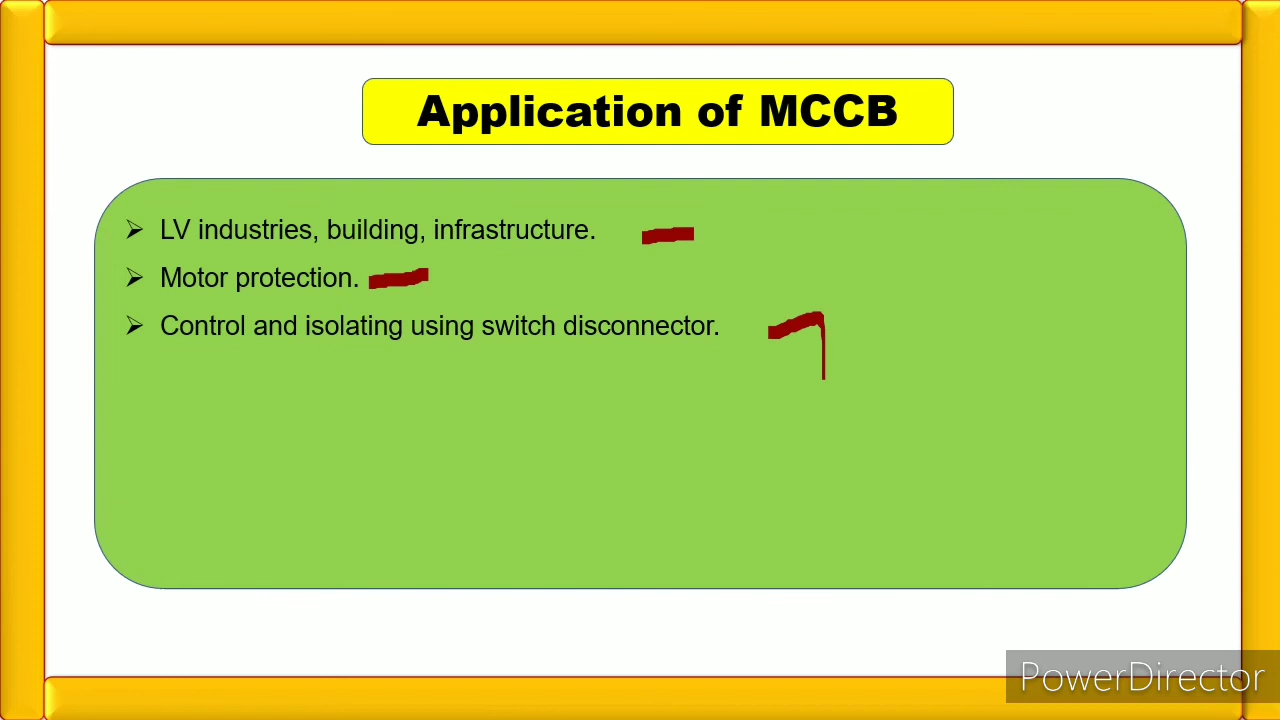 Application of MCCB
➢ LV industries, building, infrastructure.
➢ Motor protection.
➢ Control and isolating using switch disconnector.
PowerDirector